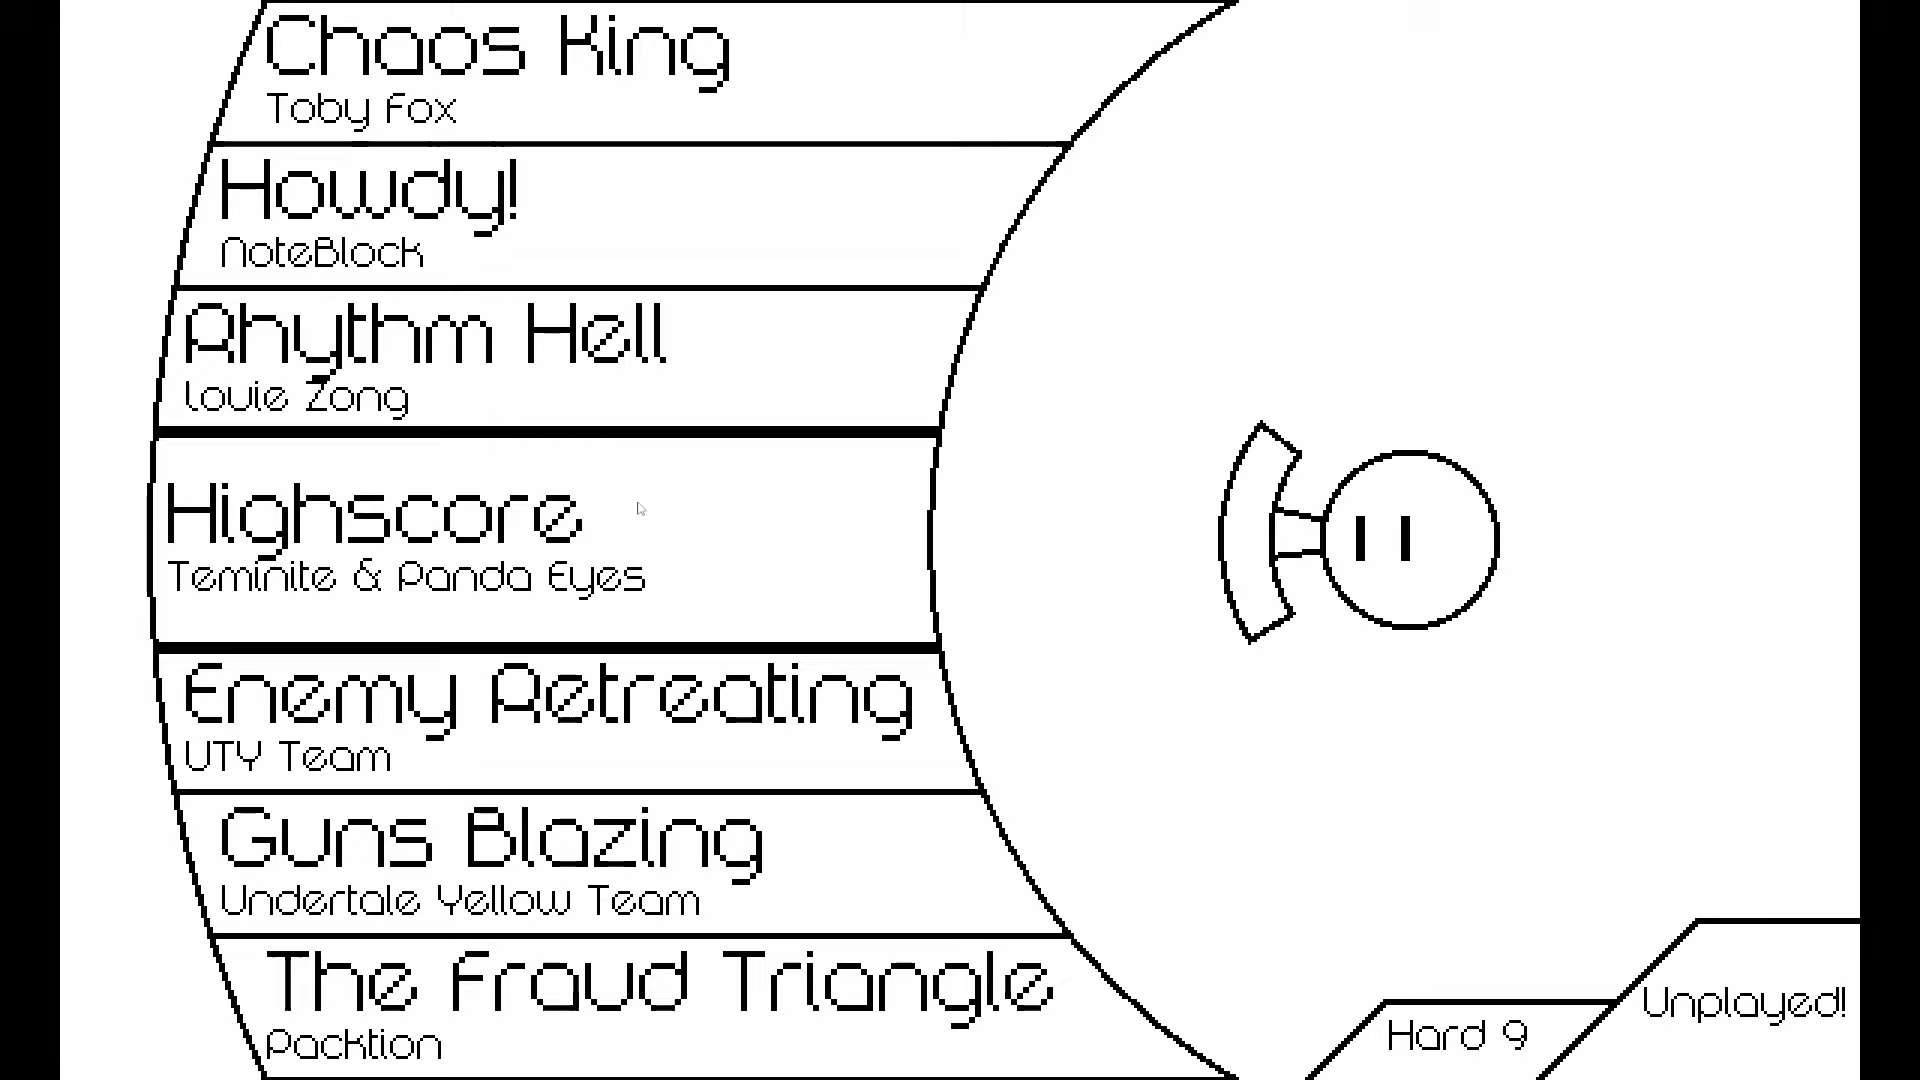 Chaos King
Toby Fox
Howdy!
NoteBlock
Rhythm Hell
Louie Zong
Highscore
Teminite & Panda Eyes
Enemy Retreating
UTY Team
Guns Blazing
Undertale Yellow Team
The Fraud Triangle
Packtion
Hard 9
Unplayed!